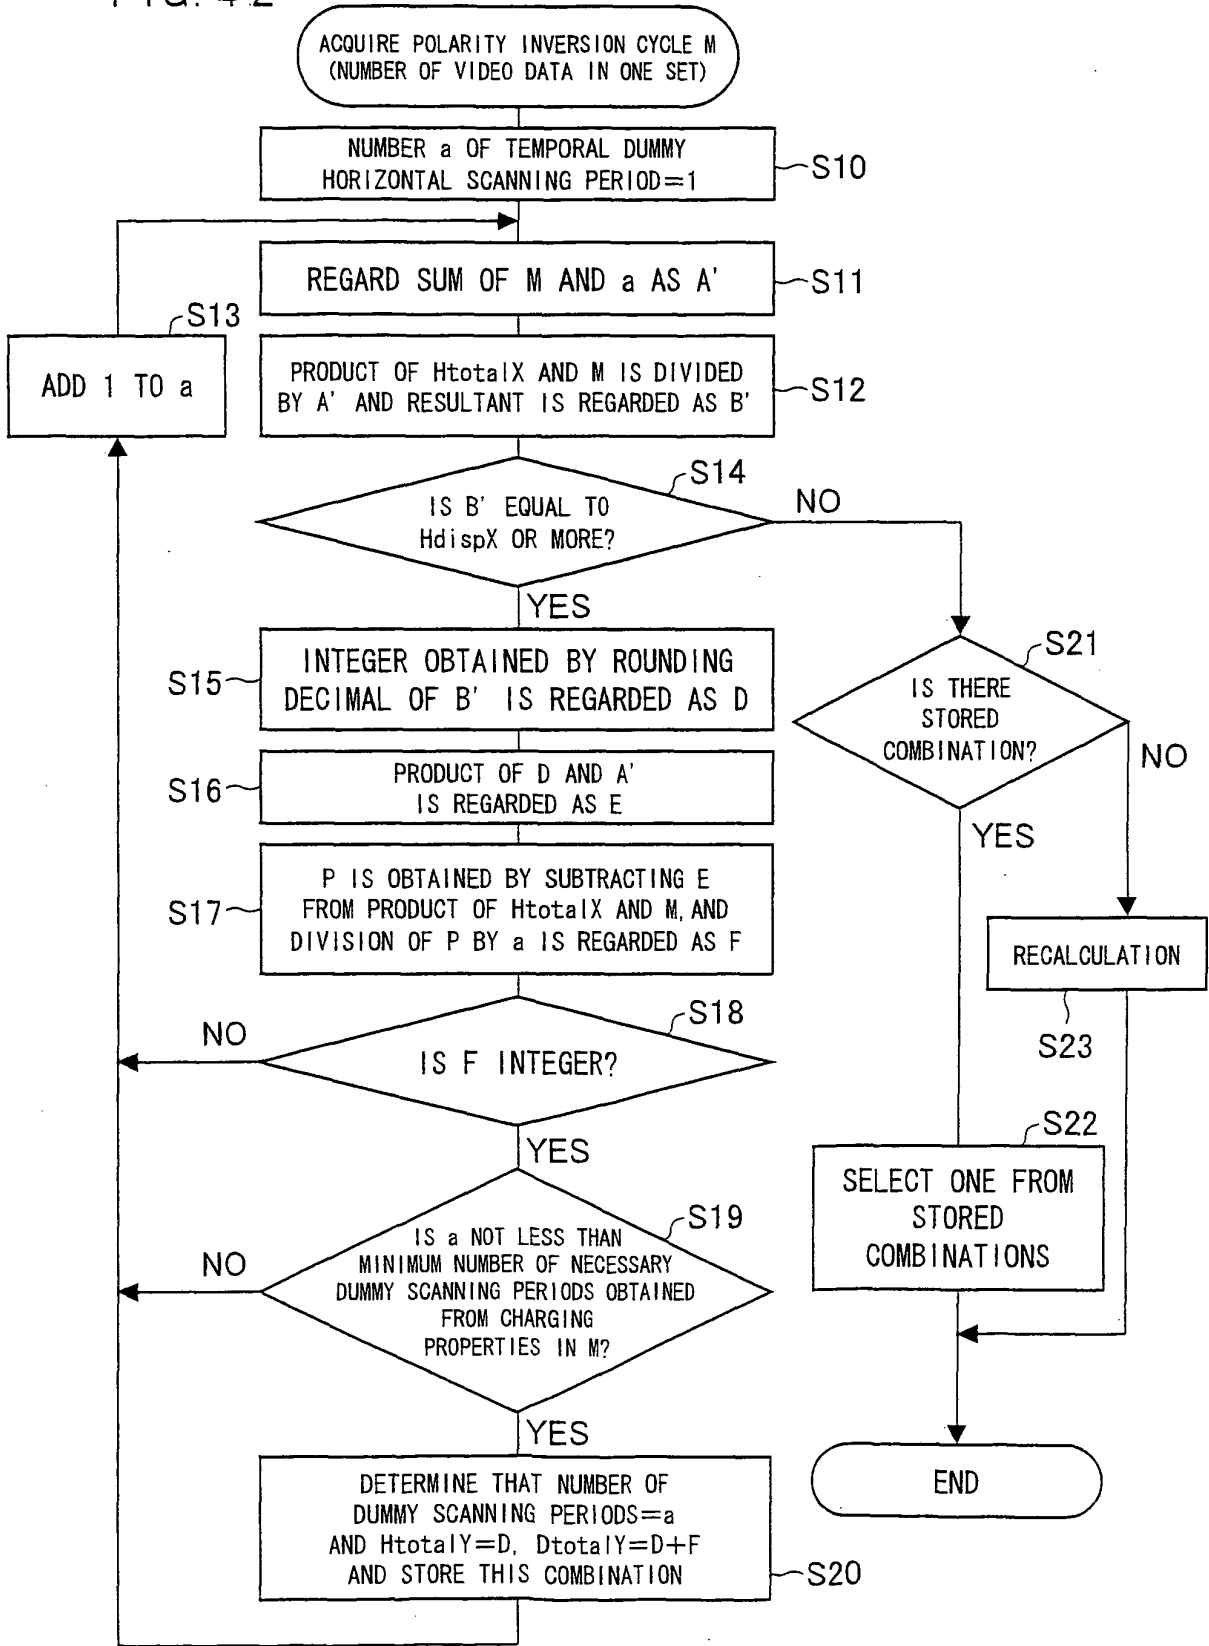 FIG. 42
ACQUIRE POLARITY INVERSION CYCLE M
(NUMBER OF VIDEO DATA IN ONE SET)
NUMBER a OF TEMPORAL DUMMY
HORIZONTAL SCANNING PERIOD=1
S10
REGARD SUM OF M AND a AS A'
S11
S13
ADD 1 TO a
PRODUCT OF HtotalX AND M IS DIVIDED
BY A' AND RESULTANT IS REGARDED AS B'
S12
S14
IS B' EQUAL TO
HdispX OR MORE?
NO
YES
S15
INTEGER OBTAINED BY ROUNDING
DECIMAL OF B' IS REGARDED AS D
S16
PRODUCT OF D AND A'
IS REGARDED AS E
S17
P IS OBTAINED BY SUBTRACTING E
FROM PRODUCT OF HtotalX AND M, AND
DIVISION OF P BY a IS REGARDED AS F
S18
IS F INTEGER?
NO
YES
S19
IS a NOT LESS THAN
MINIMUM NUMBER OF NECESSARY
DUMMY SCANNING PERIODS OBTAINED
FROM CHARGING
PROPERTIES IN M?
NO
YES
DETERMINE THAT NUMBER OF
DUMMY SCANNING PERIODS=a
AND HtotalY=D, DtotalY=D+F
AND STORE THIS COMBINATION
S20
S21
IS THERE
STORED
COMBINATION?
NO
YES
RECALCULATION
S23
S22
SELECT ONE FROM
STORED
COMBINATIONS
END